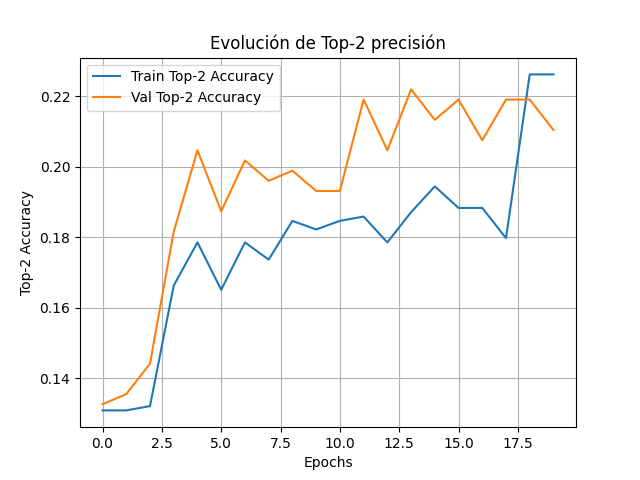 Evolución de Top-2 precisión
Train Top-2 Accuracy
Val Top-2 Accuracy
Top-2 Accuracy
0.22
0.20
0.18
0.16
0.14
0.0 2.5 5.0 7.5 10.0 12.5 15.0 17.5
Epochs